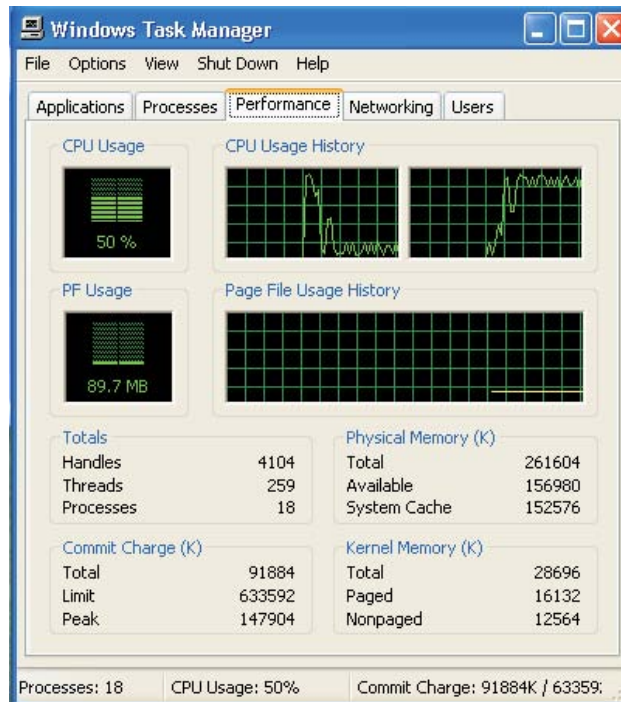 Windows Task Manager
File Options View Shut Down Help
Applications Processes Performance Networking Users
CPU Usage CPU Usage History
50 %
PF Usage Page File Usage History
89.7 MB
Totals Physical Memory (K)
Handles 4104 Total 261604
Threads 259 Available 156980
Processes 18 System Cache 152576
Commit Charge (K) Kernel Memory (K)
Total 91884 Total 28696
Limit 633592 Paged 16132
Peak 147904 Nonpaged 12564
Processes: 18 CPU Usage: 50% Commit Charge: 91884K / 63359